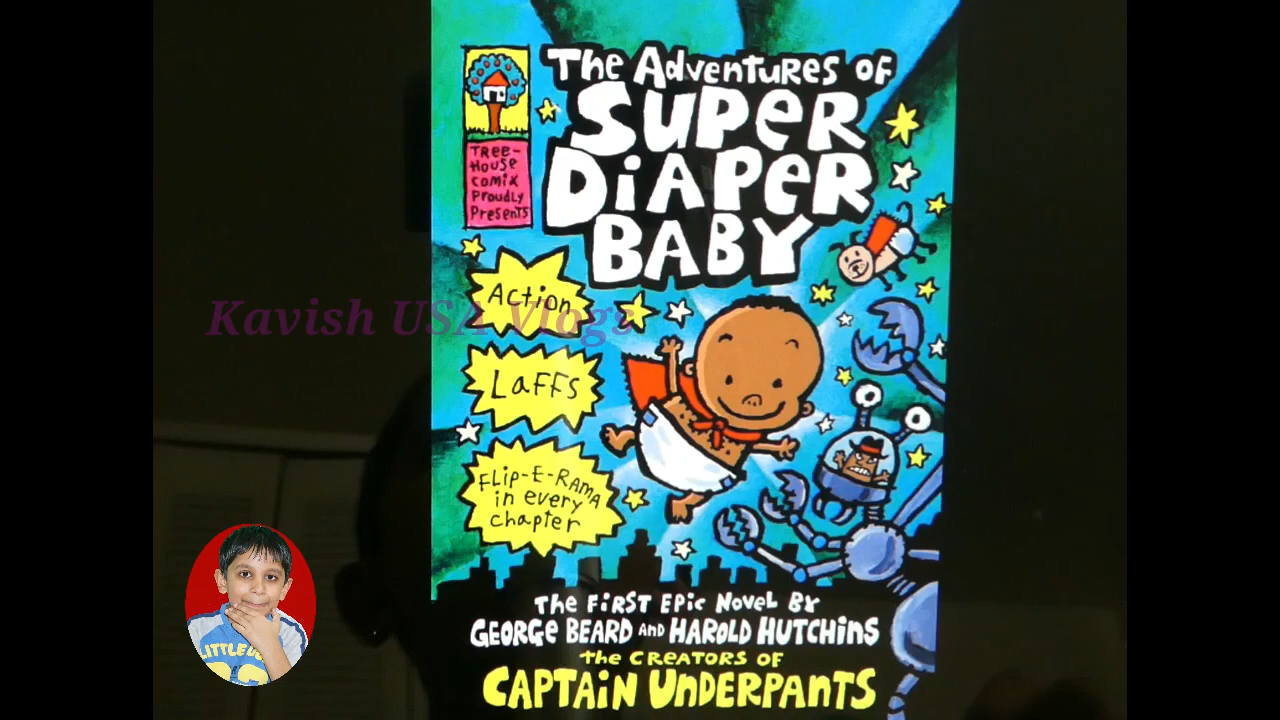 The Adventures of
Super
Diaper
Baby
Tree-
House
Comix
Proudly
Presents
Action
Laffs
Flip-E-Rama
in every
chapter
Kavish USA Vlogs
The First Epic Novel By
George Beard and Harold Hutchins
the Creators of
Captain Underpants
LITTLE